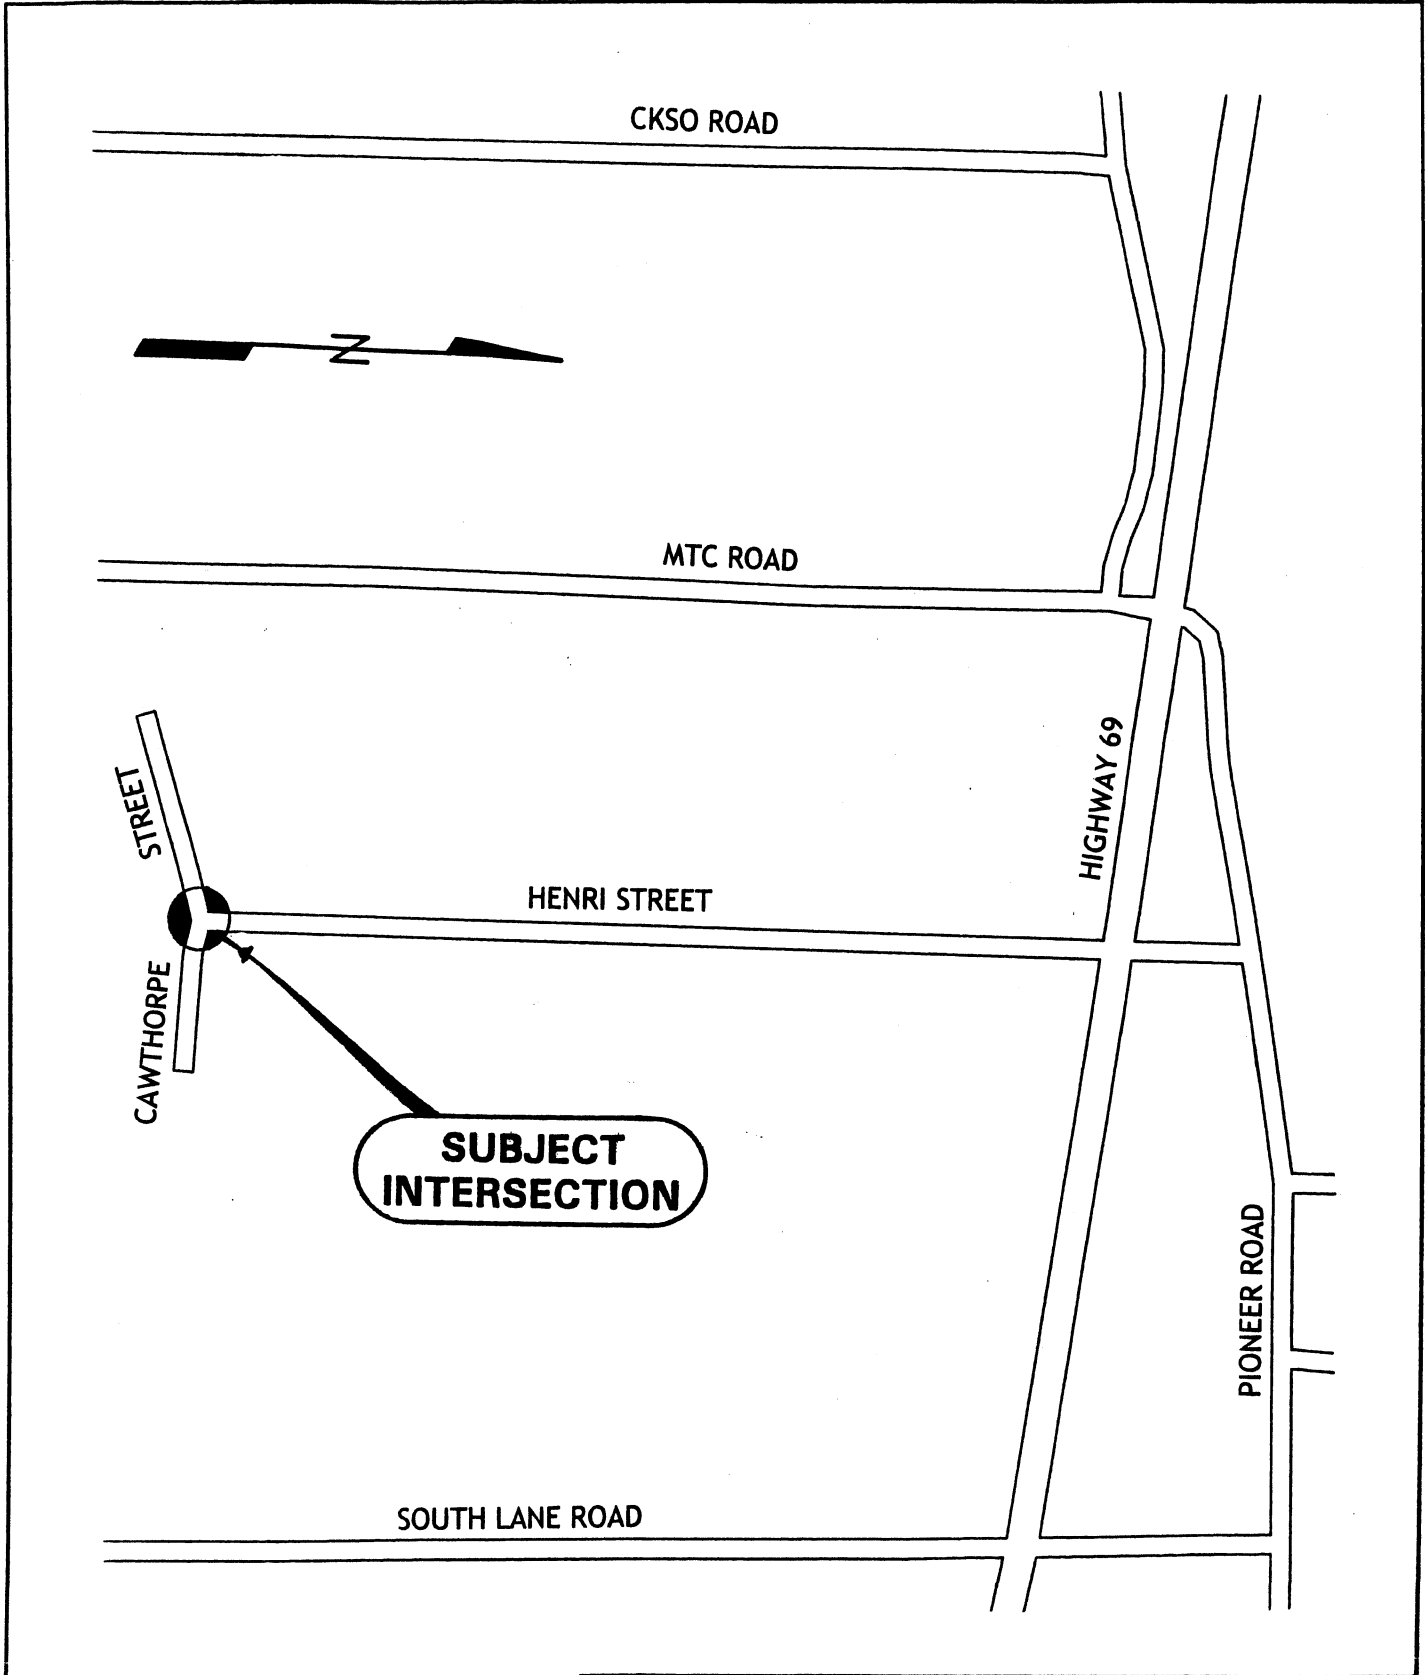 CKSO ROAD
N
MTC ROAD
HIGHWAY 69
STREET
HENRI STREET
CAWTHORPE
SUBJECT
INTERSECTION
PIONEER ROAD
SOUTH LANE ROAD